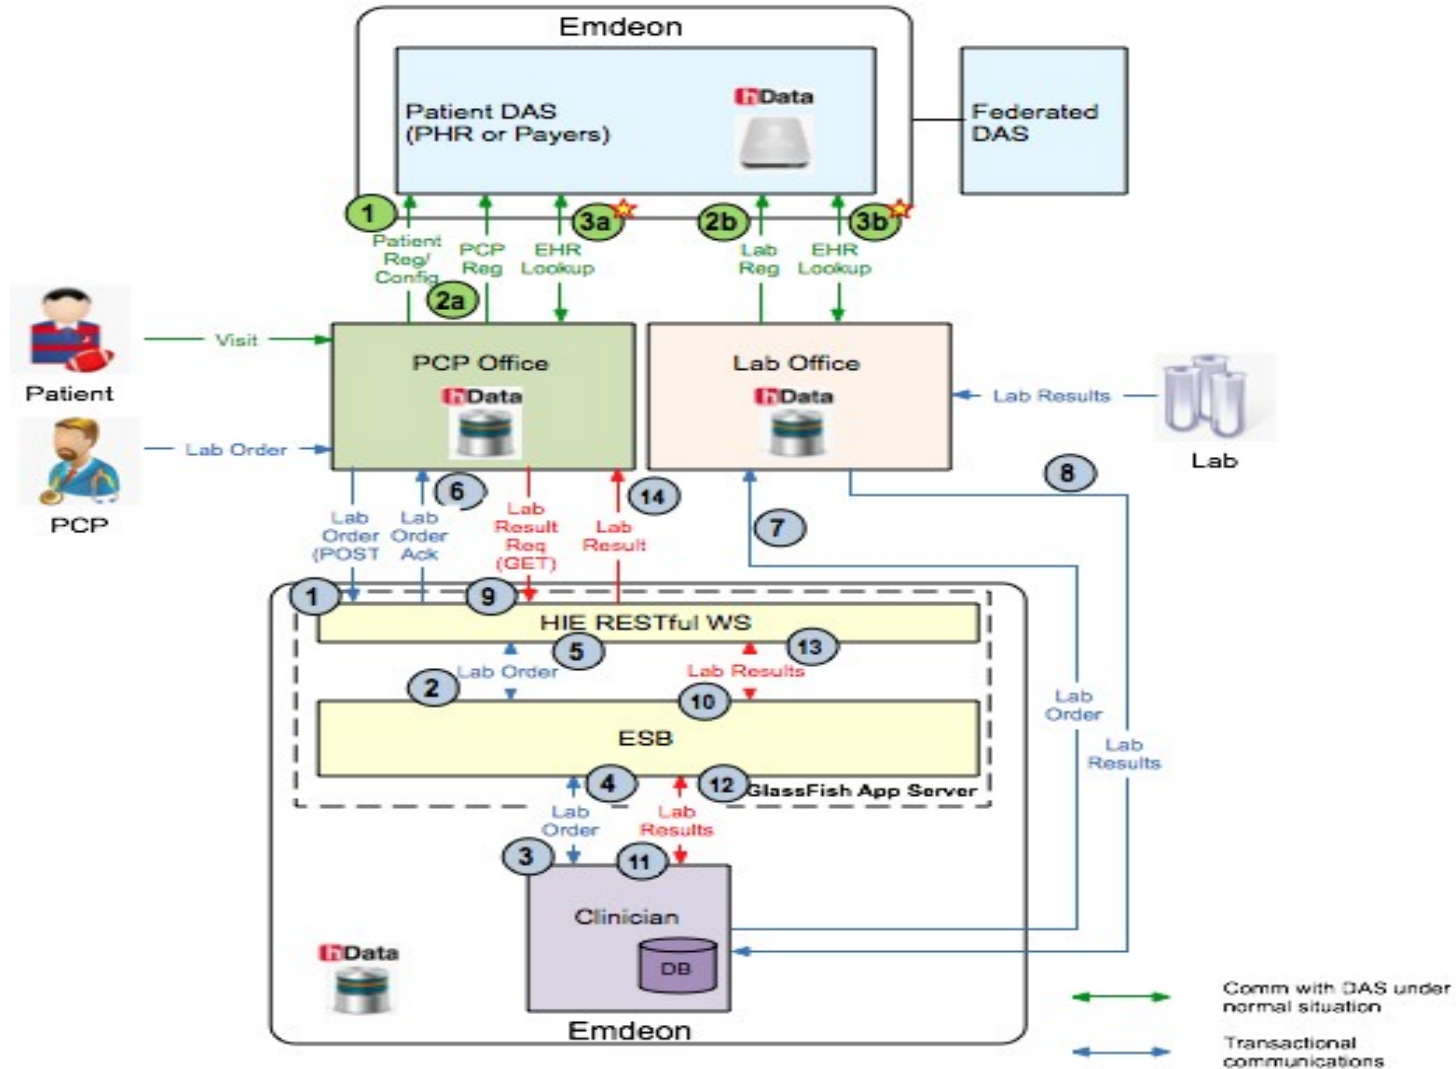 Emdeon
Patient DAS
(PHR or Payers)
hData
Federated
DAS
1
3a
2b
3b
Patient
Reg/
Config
PCP
Reg
EHR
Lookup
Lab
Reg
EHR
Lookup
2a
Visit
Patient
PCP Office
hData
Lab Office
hData
Lab Results
Lab
Lab Order
PCP
6
14
7
8
Lab
Order
(POST
Lab
Order
Ack
Lab
Result
Req
(GET)
Lab
Result
1
9
HIE RESTful WS
5
13
Lab Order
Lab Results
2
10
ESB
4
12
GlassFish App Server
Lab
Order
Lab
Results
3
11
Lab
Order
Lab
Results
Clinician
DB
hData
Emdeon
Comm with DAS under
normal situation
Transactional
communications